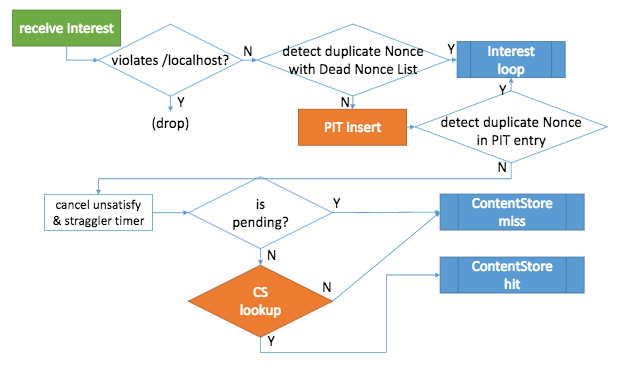 receive Interest
violates /localhost?
N
Y
(drop)
detect duplicate Nonce
with Dead Nonce List
Y
N
Interest
loop
Y
PIT insert
detect duplicate Nonce
in PIT entry
N
cancel unsatisfy
& straggler timer
is
pending?
Y
N
ContentStore
miss
CS
lookup
N
Y
ContentStore
hit